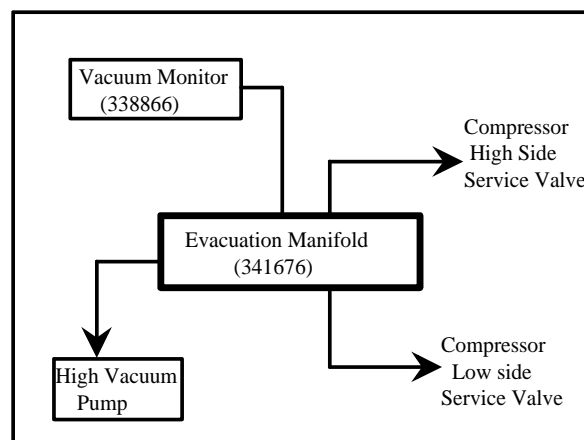 Vacuum Monitor
(338866)
Compressor
High Side
Service Valve
Evacuation Manifold
(341676)
High Vacuum
Pump
Compressor
Low side
Service Valve